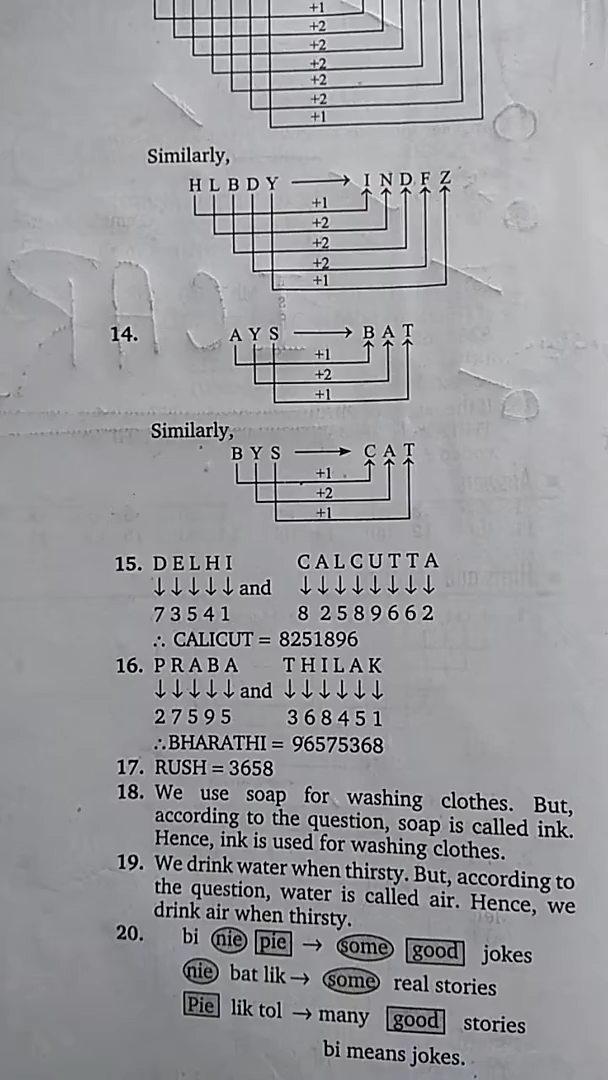 +1
+2
+2
+2
+2
+2
+1
Similarly,
H L B D Y → I N D F Z
+1
+2
+2
+2
+1
14. A Y S → B A T
+1
+2
+1
Similarly,
B Y S → C A T
+1
+2
+1
15. D E L H I C A L C U T T A
↓↓↓↓↓ and ↓↓↓↓↓↓↓↓
7 3 5 4 1 8 2 5 8 9 6 6 2
∴ CALICUT = 8251896
16. P R A B A T H I L A K
↓↓↓↓↓ and ↓↓↓↓↓↓
2 7 5 9 5 3 6 8 4 5 1
∴BHARATHI = 96575368
17. RUSH = 3658
18. We use soap for washing clothes. But,
according to the question, soap is called ink.
Hence, ink is used for washing clothes.
19. We drink water when thirsty. But, according to
the question, water is called air. Hence, we
drink air when thirsty.
20. bi nie pie → some good jokes
nie bat lik → some real stories
Pie lik tol → many good stories
bi means jokes.